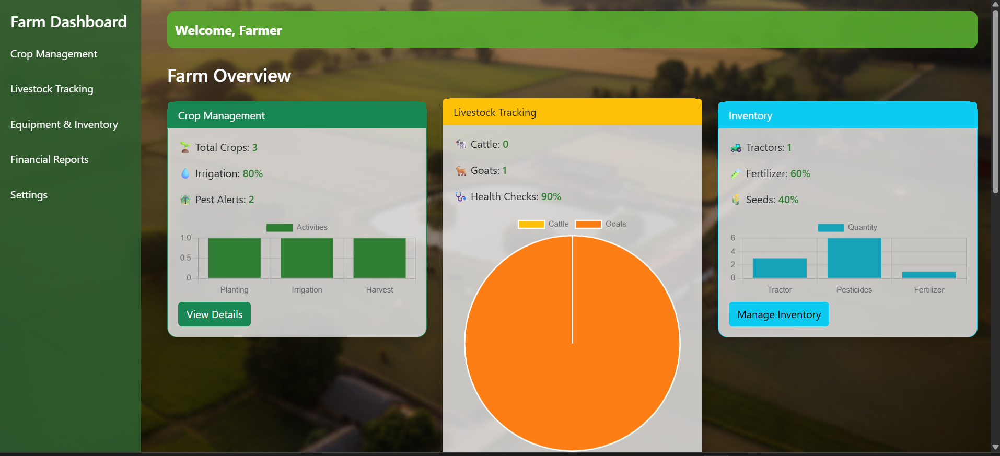 Farm Dashboard
Crop Management
Livestock Tracking
Equipment & Inventory
Financial Reports
Settings
Welcome, Farmer
Farm Overview
Crop Management
Total Crops: 3
Irrigation: 80%
Pest Alerts: 2
Activities
1.0
0.5
0
Planting Irrigation Harvest
View Details
Livestock Tracking
Cattle: 0
Goats: 1
Health Checks: 90%
Cattle Goats
Inventory
Tractors: 1
Fertilizer: 60%
Seeds: 40%
Quantity
6
4
2
0
Tractor Pesticides Fertilizer
Manage Inventory